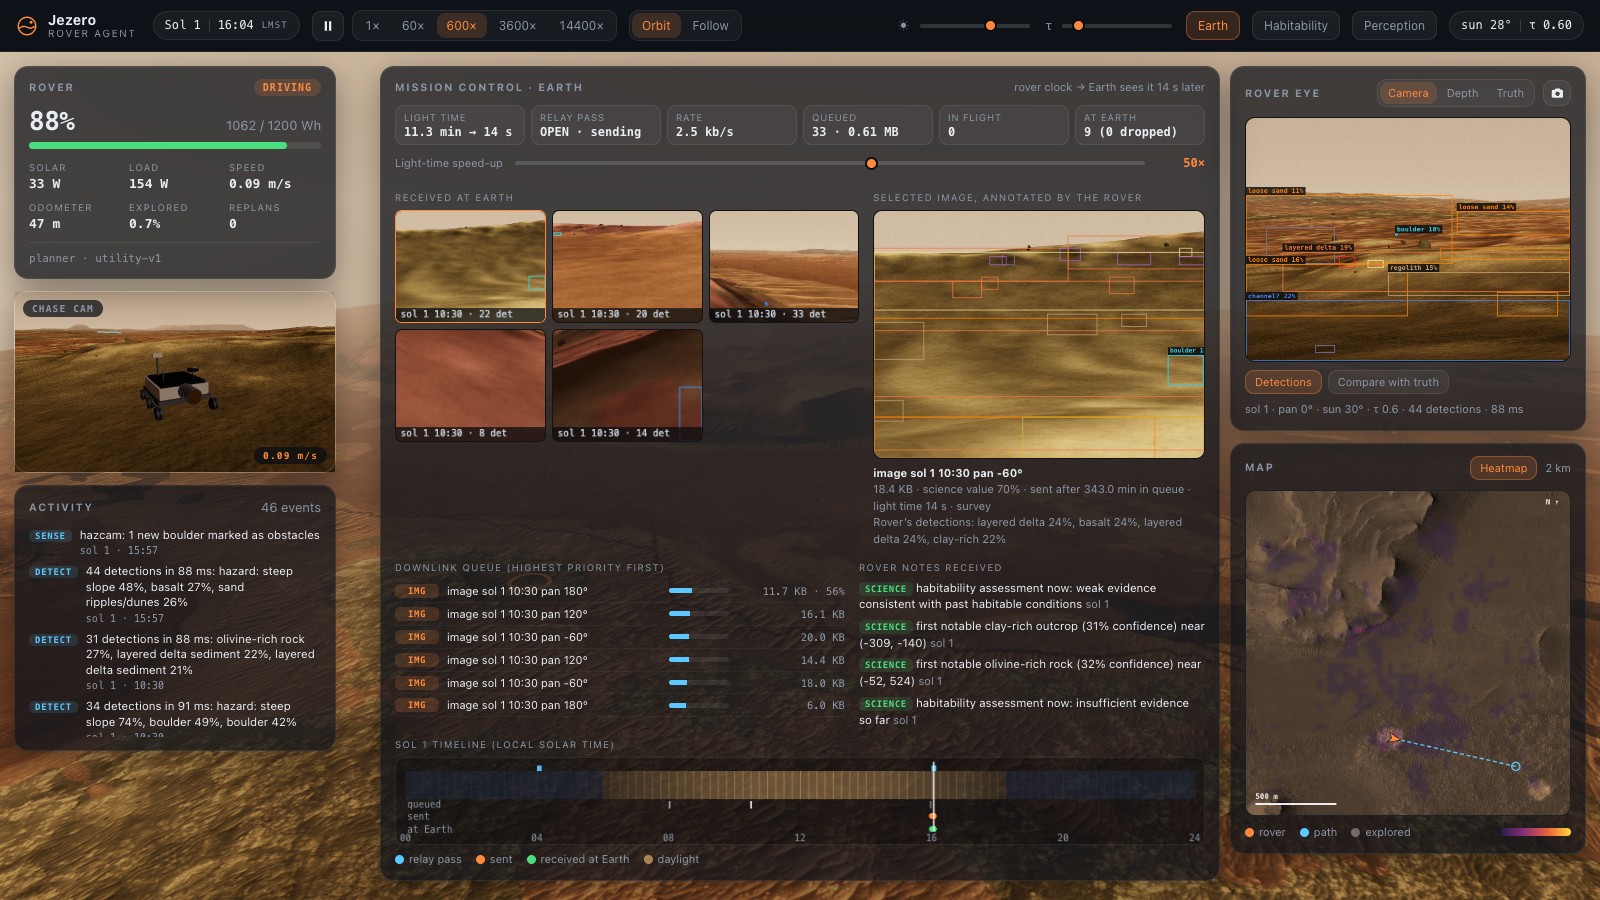 Jezero
ROVER AGENT
Sol 1 | 16:04 LMST
1× 60× 600× 3600× 14400×
Orbit Follow
τ
Earth Habitability Perception
sun 28° | τ 0.60
ROVER DRIVING
88% 1062 / 1200 Wh
SOLAR LOAD SPEED
33 W 154 W 0.09 m/s
ODOMETER EXPLORED REPLANS
47 m 0.7% 0
planner · utility-v1
CHASE CAM
0.09 m/s
ACTIVITY 46 events
SENSE hazcam: 1 new boulder marked as obstacles
sol 1 · 15:57
DETECT 44 detections in 88 ms: hazard: steep
slope 48%, basalt 27%, sand
ripples/dunes 26%
sol 1 · 15:57
DETECT 31 detections in 88 ms: olivine-rich rock
27%, layered delta sediment 22%, layered
delta sediment 21%
sol 1 · 10:30
DETECT 34 detections in 91 ms: hazard: steep
slope 74%, boulder 49%, boulder 42%
sol 1 · 10:30
MISSION CONTROL · EARTH rover clock → Earth sees it 14 s later
LIGHT TIME RELAY PASS RATE QUEUED IN FLIGHT AT EARTH
11.3 min → 14 s OPEN · sending 2.5 kb/s 33 · 0.61 MB 0 9 (0 dropped)
Light-time speed-up 50×
RECEIVED AT EARTH
sol 1 10:30 · 22 det
sol 1 10:30 · 20 det
sol 1 10:30 · 33 det
sol 1 10:30 · 8 det
sol 1 10:30 · 14 det
SELECTED IMAGE, ANNOTATED BY THE ROVER
boulder 1
image sol 1 10:30 pan -60°
18.4 KB · science value 70% · sent after 343.0 min in queue ·
light time 14 s · survey
Rover's detections: layered delta 24%, basalt 24%, layered
delta 24%, clay-rich 22%
DOWNLINK QUEUE (HIGHEST PRIORITY FIRST)
IMG image sol 1 10:30 pan 180° 11.7 KB · 56%
IMG image sol 1 10:30 pan 120° 16.1 KB
IMG image sol 1 10:30 pan -60° 20.0 KB
IMG image sol 1 10:30 pan 120° 14.4 KB
IMG image sol 1 10:30 pan -60° 18.0 KB
IMG image sol 1 10:30 pan 180° 6.0 KB
ROVER NOTES RECEIVED
SCIENCE habitability assessment now: weak evidence
consistent with past habitable conditions sol 1
SCIENCE first notable clay-rich outcrop (31% confidence) near
(-309, -140) sol 1
SCIENCE first notable olivine-rich rock (32% confidence) near
(-52, 524) sol 1
SCIENCE habitability assessment now: insufficient evidence
so far sol 1
SOL 1 TIMELINE (LOCAL SOLAR TIME)
queued
sent
at Earth
00 04 08 12 16 20 24
relay pass sent received at Earth daylight
ROVER EYE Camera Depth Truth
loose sand 11%
loose sand 14%
boulder 10%
layered delta 19%
loose sand 16%
regolith 15%
channel? 22%
Detections Compare with truth
sol 1 · pan 0° · sun 30° · τ 0.6 · 44 detections · 88 ms
MAP Heatmap 2 km
N ↑
500 m
rover path explored